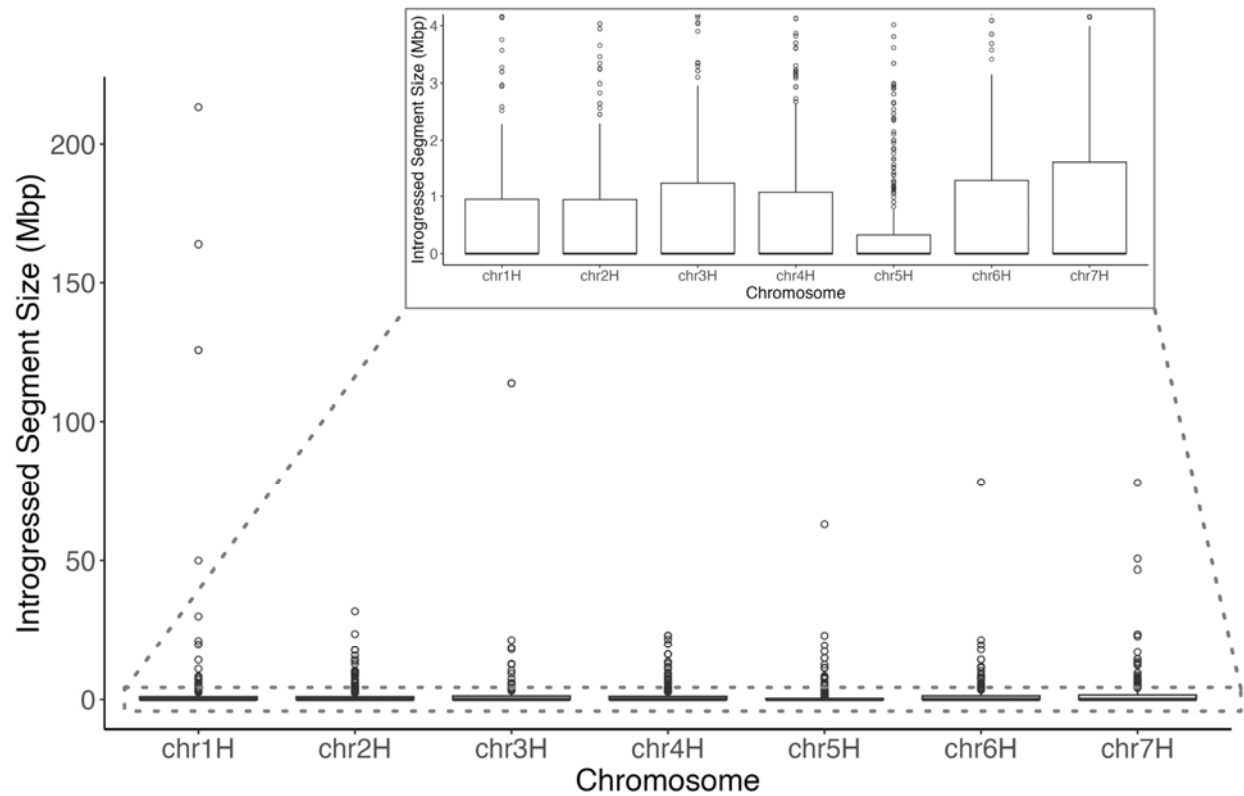 Introgressed Segment Size (Mbp)
4
3
2
1
0
chr1H chr2H chr3H chr4H chr5H chr6H chr7H
Chromosome
Introgressed Segment Size (Mbp)
200
150
100
50
0
chr1H chr2H chr3H chr4H chr5H chr6H chr7H
Chromosome